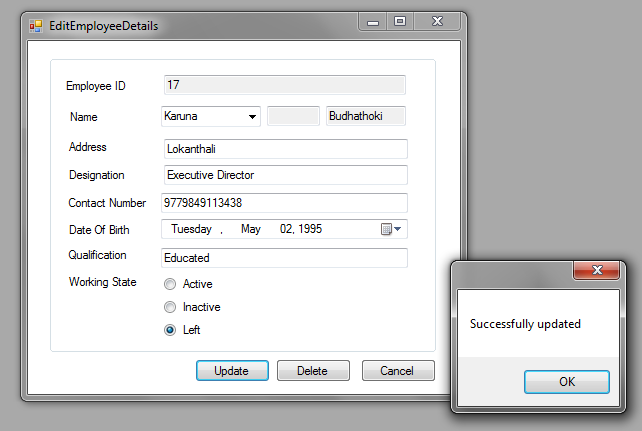 EditEmployeeDetails
Employee ID 17
Name Karuna Budhathoki
Address Lokanthali
Designation Executive Director
Contact Number 9779849113438
Date Of Birth Tuesday , May 02, 1995
Qualification Educated
Working State Active
Inactive
Left
Update Delete Cancel
Successfully updated
OK